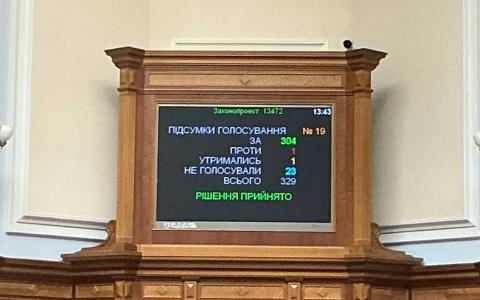 Законопроект 13472 13:43
ПІДСУМКИ ГОЛОСУВАННЯ № 19
ЗА 304
ПРОТИ 1
УТРИМАЛИСЬ 1
НЕ ГОЛОСУВАЛИ 23
ВСЬОГО 329
РІШЕННЯ ПРИЙНЯТО